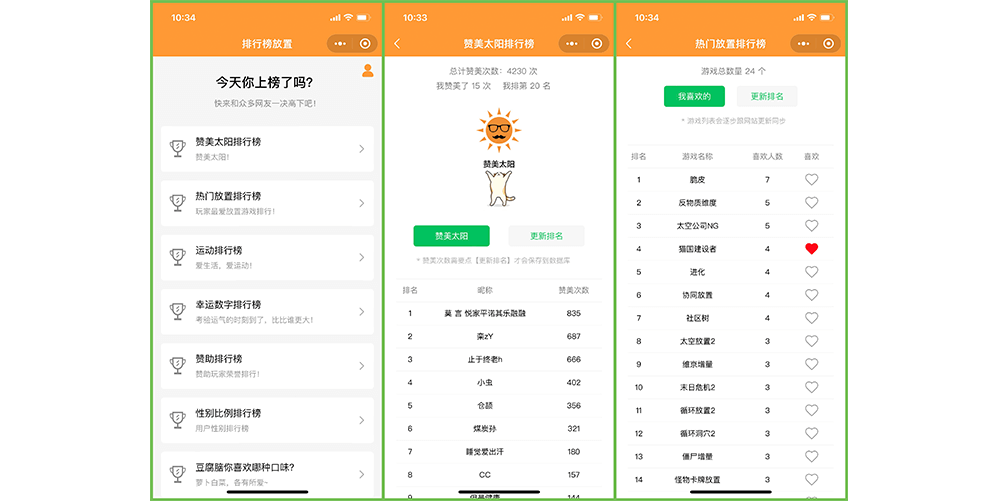 10:34
排行榜放置
今天你上榜了吗?
快来和众多网友一决高下吧!
赞美太阳排行榜
赞美太阳!
热门放置排行榜
玩家最爱放置游戏排行!
运动排行榜
爱生活，爱运动!
幸运数字排行榜
考验运气的时刻到了，比比谁更大!
赞助排行榜
赞助玩家荣誉排行!
性别比例排行榜
用户性别排行榜
豆腐脑你喜欢哪种口味?
萝卜白菜，各有所爱~
10:33
赞美太阳排行榜
总计赞美次数：4230 次
我赞美了 15 次 我排第 20 名
赞美太阳
赞美太阳 更新排名
* 赞美次数需要点【更新排名】才会保存到数据库
排名 昵称 赞美次数
1 莫 言 悦家平诺其乐融融 835
2 栾zY 687
3 止于终老h 666
4 小虫 402
5 仓颉 356
6 煤炭孙 321
7 睡觉爱出汗 180
8 CC 157
9 144
10:34
热门放置排行榜
游戏总数量 24 个
我喜欢的 更新排名
* 游戏列表会逐步跟网站更新同步
排名 游戏名称 喜欢人数 喜欢
1 脆皮 7
2 反物质维度 5
3 太空公司NG 5
4 猫国建设者 4
5 进化 4
6 协同放置 4
7 社区树 4
8 太空放置2 3
9 维京增量 3
10 末日危机2 3
11 循环放置2 3
12 循环洞穴2 3
13 僵尸增量 3
14 怪物卡牌放置 3